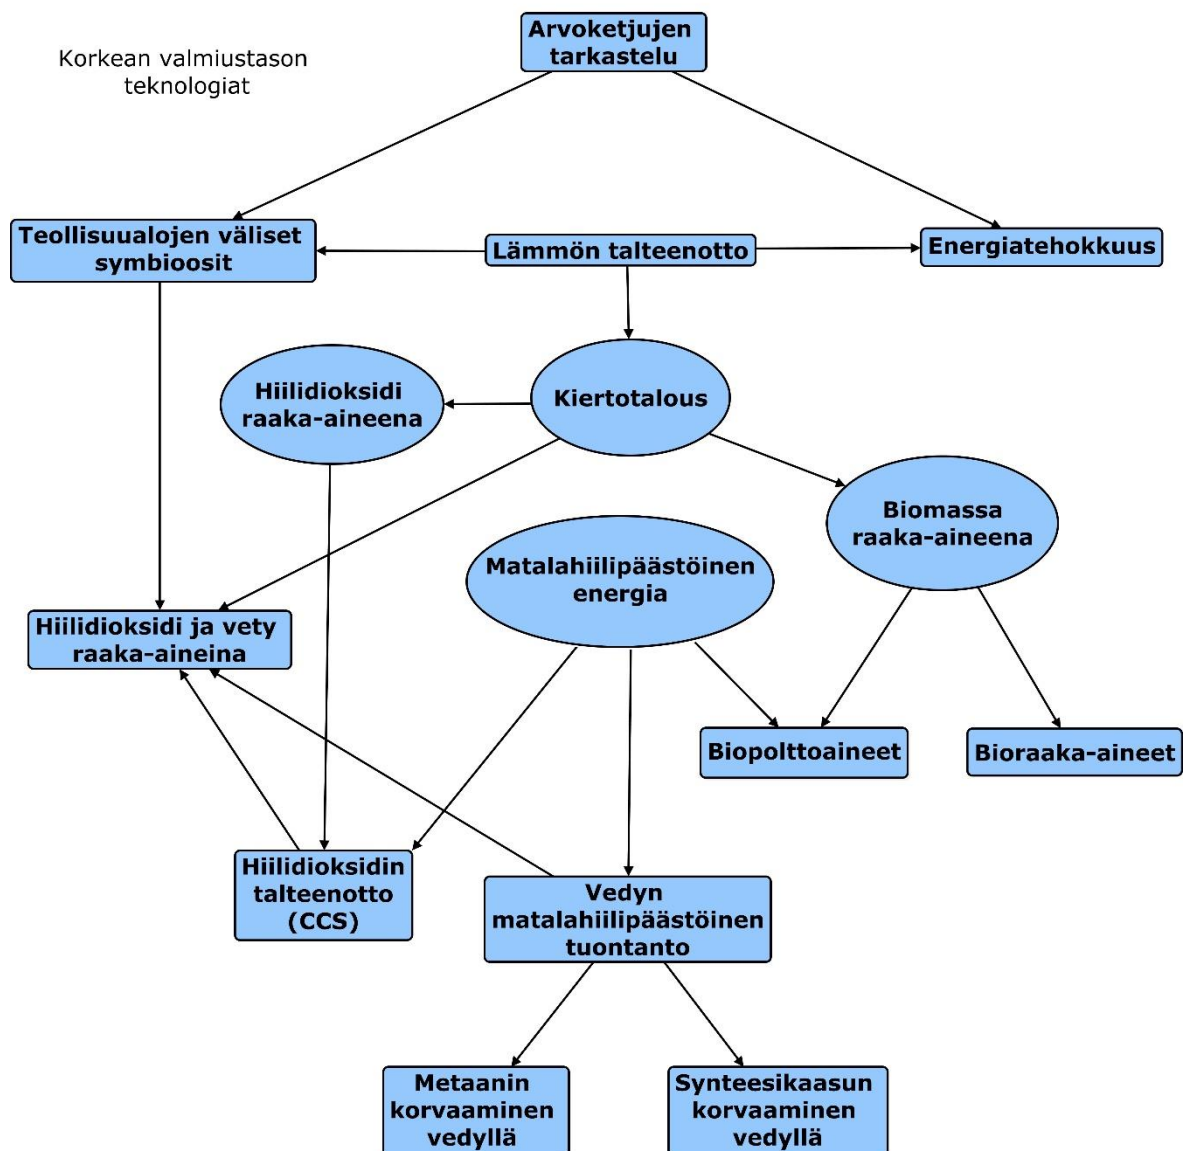 Arvoketjujen
tarkastelu
Korkean valmiustason
teknologiat
Teollisuualojen väliset
symbioosit
Lämmön talteenotto
Energiatehokkuus
Hiilidioksidi
raaka-aineena
Kiertotalous
Biomassa
raaka-aineena
Matalahiilipäästöinen
energia
Hiilidioksidi ja vety
raaka-aineina
Biopolttoaineet
Bioraaka-aineet
Hiilidioksidin
talteenotto
(CCS)
Vedyn
matalahiilipäästöinen
tuontanto
Metaanin
korvaaminen
vedyllä
Synteesikaasun
korvaaminen
vedyllä